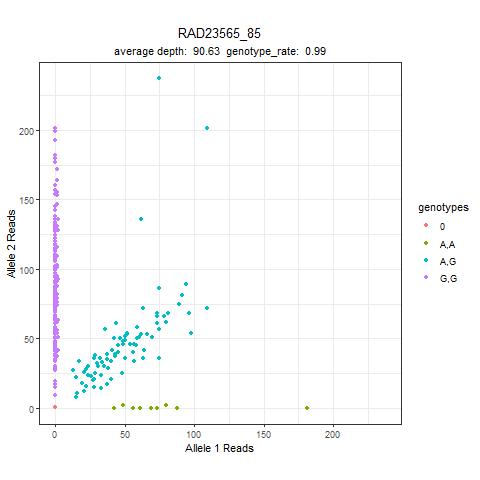 RAD23565_85
average depth:  90.63  genotype_rate:  0.99
Allele 2 Reads
200
150
100
50
0
0
50
100
150
200
Allele 1 Reads
genotypes
0
A,A
A,G
G,G